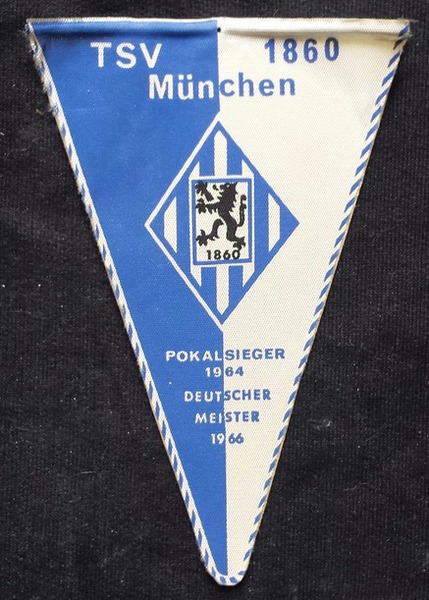 TSV 1860
München
1860
POKALSIEGER
1964
DEUTSCHER
MEISTER
1966